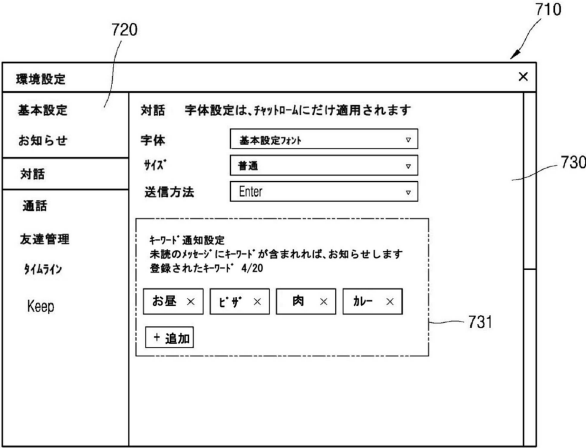 710
720
環境設定 ×
基本設定
お知らせ
対話
通話
友達管理
ﾀｲﾑﾗｲﾝ
Keep
対話 字体設定は、ﾁｬｯﾄﾛｰﾑにだけ適用されます
字体 基本設定ﾌｫﾝﾄ ▿
ｻｲｽﾞ 普通 ▿
送信方法 Enter ▿
730
ｷｰﾜｰﾄﾞ通知設定
未読のﾒｯｾｰｼﾞにｷｰﾜｰﾄﾞが含まれれば、お知らせします
登録されたｷｰﾜｰﾄﾞ 4/20
お昼 × ﾋﾟｻﾞ × 肉 × ｶﾚｰ ×
+ 追加
731